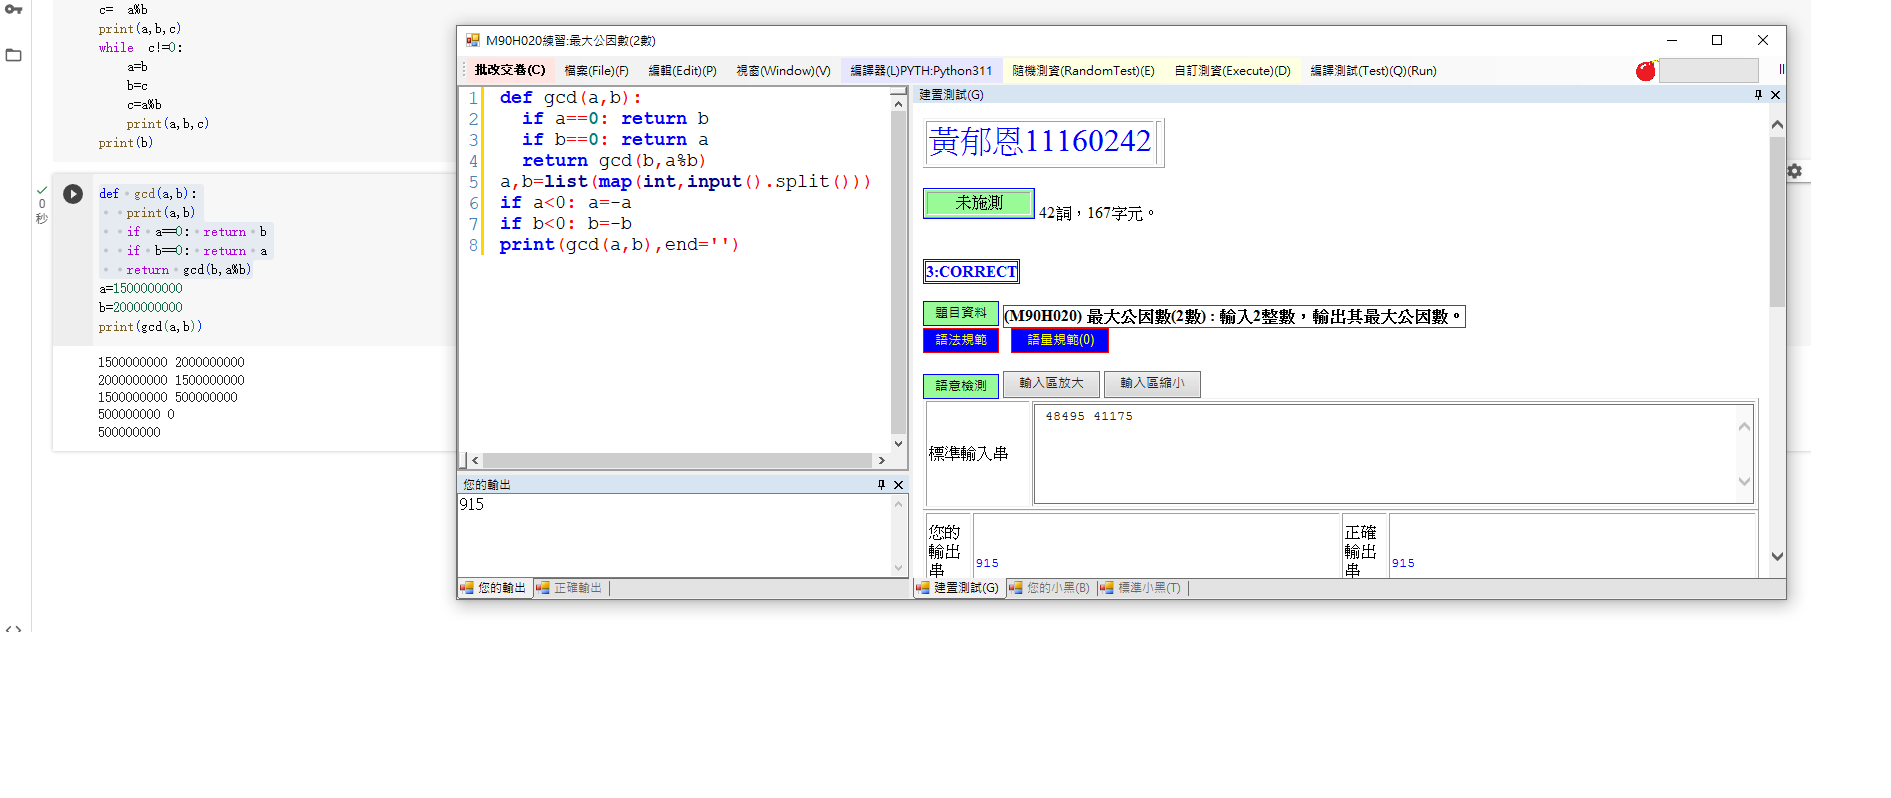 c=  a%b
print(a,b,c)
while  c!=0:
    a=b
    b=c
    c=a%b
    print(a,b,c)
print(b)
0
秒
def gcd(a,b):
    print(a,b)
    if a==0: return b
    if b==0: return a
    return gcd(b,a%b)
a=1500000000
b=2000000000
print(gcd(a,b))
1500000000 2000000000
2000000000 1500000000
1500000000 500000000
500000000 0
500000000
M90H020練習:最大公因數(2數)
批改交卷(C) 檔案(File)(F) 編輯(Edit)(P) 視窗(Window)(V) 編譯器(L)PYTH:Python311 隨機測資(RandomTest)(E) 自訂測資(Execute)(D) 編譯測試(Test)(Q)(Run)
1 def gcd(a,b):
2   if a==0: return b
3   if b==0: return a
4   return gcd(b,a%b)
5 a,b=list(map(int,input().split()))
6 if a<0: a=-a
7 if b<0: b=-b
8 print(gcd(a,b),end='')
您的輸出
915
您的輸出 正確輸出
建置測試(G)
黃郁恩11160242
未施測 42詞，167字元。
3:CORRECT
題目資料 (M90H020) 最大公因數(2數) : 輸入2整數，輸出其最大公因數。
語法規範 語量規範(0)
語意檢測 輸入區放大 輸入區縮小
標準輸入串 48495 41175
您的
輸出
串
915
正確
輸出
串
915
建置測試(G) 您的小黑(B) 標準小黑(T)